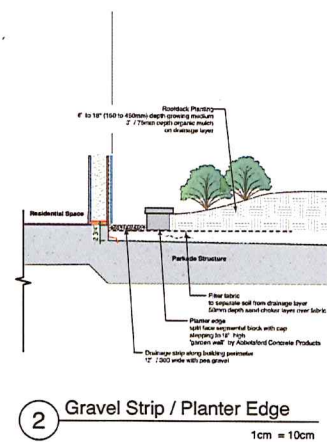 Roofdeck Planting
6" to 18" (150 to 450mm) depth growing medium
3" / 75mm depth organic mulch
on drainage layer
Residential Space
Parkade Structure
Filter fabric
to separate soil from drainage layer
50mm depth sand choker layer over fabric
Planter edge
split face segmental block with cap
stepping to 18" high
"garden wall" by Abbotsford Concrete Products
Drainage strip along building perimeter
12" / 300 wide with pea gravel
2 Gravel Strip / Planter Edge
1cm = 10cm